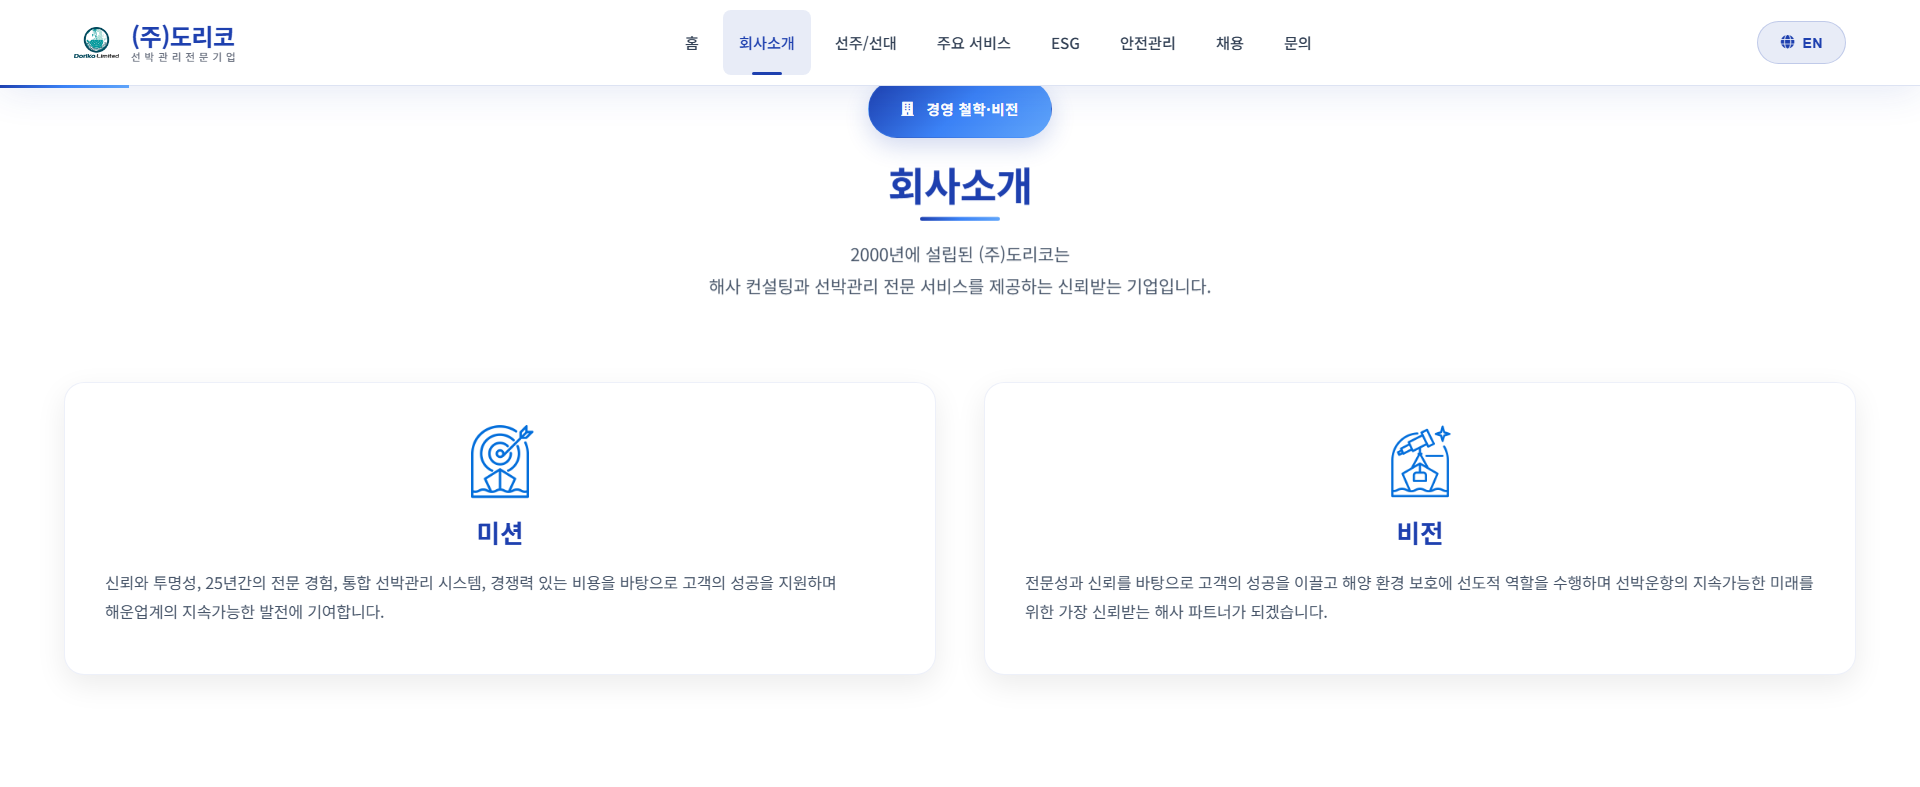 Doriko Limited
(주)도리코
선박관리전문기업
홈
회사소개
선주/선대
주요 서비스
ESG
안전관리
채용
문의
EN
경영 철학·비전
회사소개
2000년에 설립된 (주)도리코는
해사 컨설팅과 선박관리 전문 서비스를 제공하는 신뢰받는 기업입니다.
미션
신뢰와 투명성, 25년간의 전문 경험, 통합 선박관리 시스템, 경쟁력 있는 비용을 바탕으로 고객의 성공을 지원하며
해운업계의 지속가능한 발전에 기여합니다.
비전
전문성과 신뢰를 바탕으로 고객의 성공을 이끌고 해양 환경 보호에 선도적 역할을 수행하며 선박운항의 지속가능한 미래를
위한 가장 신뢰받는 해사 파트너가 되겠습니다.